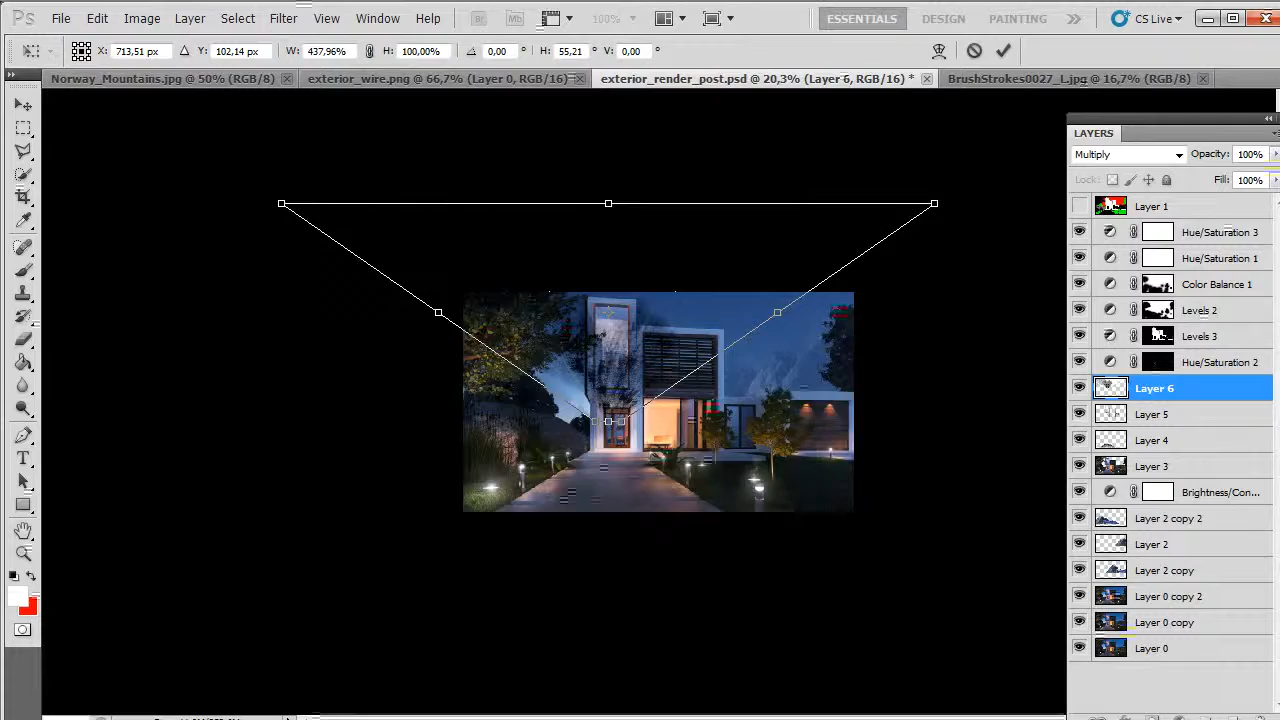 Ps File Edit Image Layer Select Filter View Window Help Br Mb 100% ESSENTIALS DESIGN PAINTING CS Live
X: 713,51 px Y: 102,14 px W: 437,96% H: 100,00% 0,00 ° H: 55,21 ° V: 0,00 °
Norway_Mountains.jpg @ 50% (RGB/8) exterior_wire.png @ 66,7% (Layer 0, RGB/16) exterior_render_post.psd @ 20,3% (Layer 6, RGB/16) * BrushStrokes0027_L.jpg @ 16,7% (RGB/8)
LAYERS
Multiply Opacity: 100%
Lock: Fill: 100%
Layer 1
Hue/Saturation 3
Hue/Saturation 1
Color Balance 1
Levels 2
Levels 3
Hue/Saturation 2
Layer 6
Layer 5
Layer 4
Layer 3
Brightness/Con...
Layer 2 copy 2
Layer 2
Layer 2 copy
Layer 0 copy 2
Layer 0 copy
Layer 0